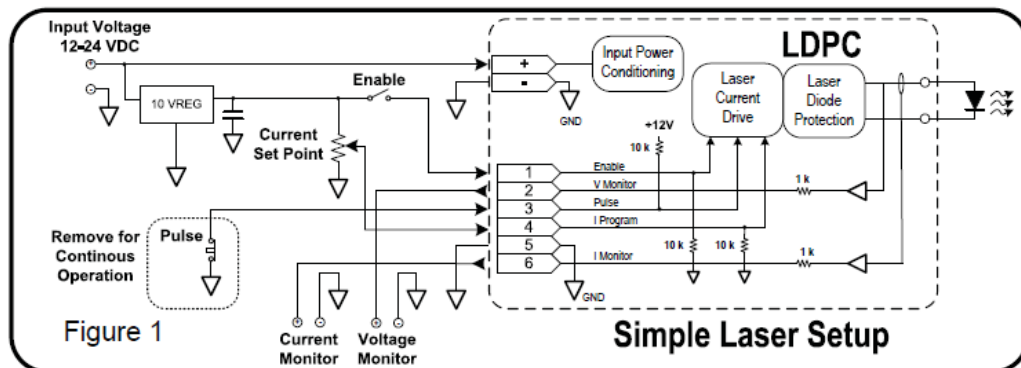 Input Voltage
12-24 VDC
+
-
10 VREG
Enable
Current
Set Point
Remove for
Continous
Operation
Pulse
Figure 1
Current
Monitor
Voltage
Monitor
+
-
+
-
LDPC
+
-
GND
Input Power
Conditioning
Laser
Current
Drive
Laser
Diode
Protection
+12V
10 k
1
2
3
4
5
6
Enable
V Monitor
Pulse
I Program
I Monitor
1 k
10 k
10 k
1 k
GND
Simple Laser Setup